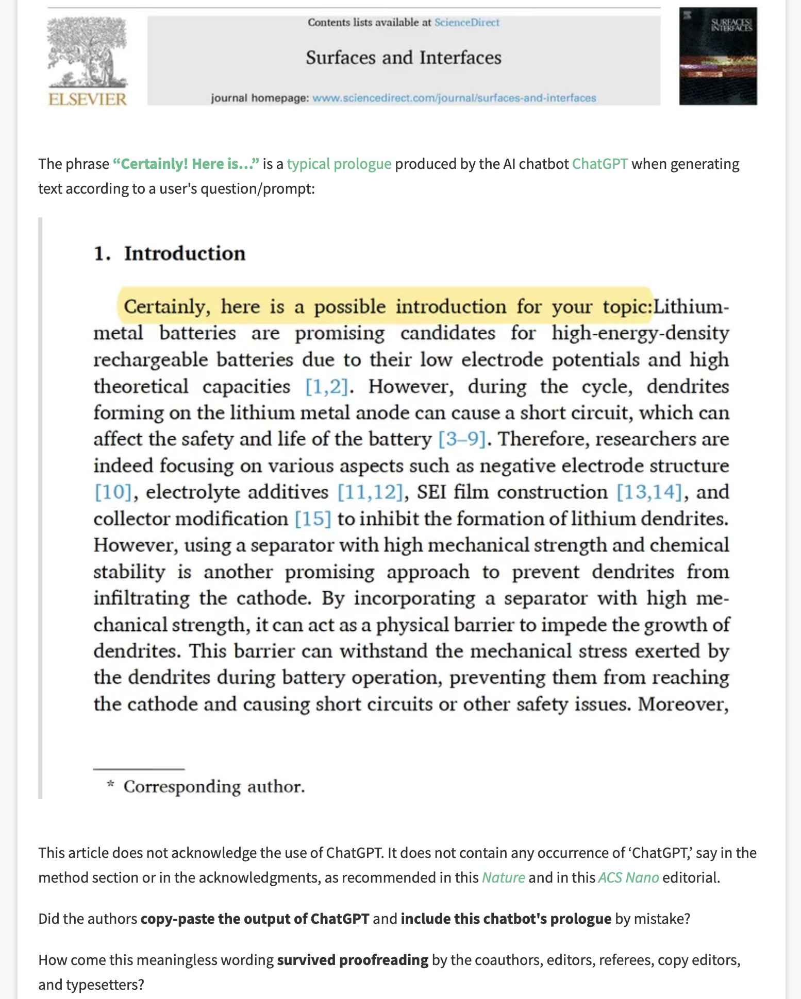 Contents lists available at ScienceDirect
Surfaces and Interfaces
journal homepage: www.sciencedirect.com/journal/surfaces-and-interfaces
ELSEVIER
SURFACES
INTERFACES
The phrase “Certainly! Here is...” is a typical prologue produced by the AI chatbot ChatGPT when generating
text according to a user's question/prompt:
1. Introduction
Certainly, here is a possible introduction for your topic:Lithium-
metal batteries are promising candidates for high-energy-density
rechargeable batteries due to their low electrode potentials and high
theoretical capacities [1,2]. However, during the cycle, dendrites
forming on the lithium metal anode can cause a short circuit, which can
affect the safety and life of the battery [3–9]. Therefore, researchers are
indeed focusing on various aspects such as negative electrode structure
[10], electrolyte additives [11,12], SEI film construction [13,14], and
collector modification [15] to inhibit the formation of lithium dendrites.
However, using a separator with high mechanical strength and chemical
stability is another promising approach to prevent dendrites from
infiltrating the cathode. By incorporating a separator with high me-
chanical strength, it can act as a physical barrier to impede the growth of
dendrites. This barrier can withstand the mechanical stress exerted by
the dendrites during battery operation, preventing them from reaching
the cathode and causing short circuits or other safety issues. Moreover,
* Corresponding author.
This article does not acknowledge the use of ChatGPT. It does not contain any occurrence of ‘ChatGPT,’ say in the
method section or in the acknowledgments, as recommended in this Nature and in this ACS Nano editorial.
Did the authors copy-paste the output of ChatGPT and include this chatbot's prologue by mistake?
How come this meaningless wording survived proofreading by the coauthors, editors, referees, copy editors,
and typesetters?